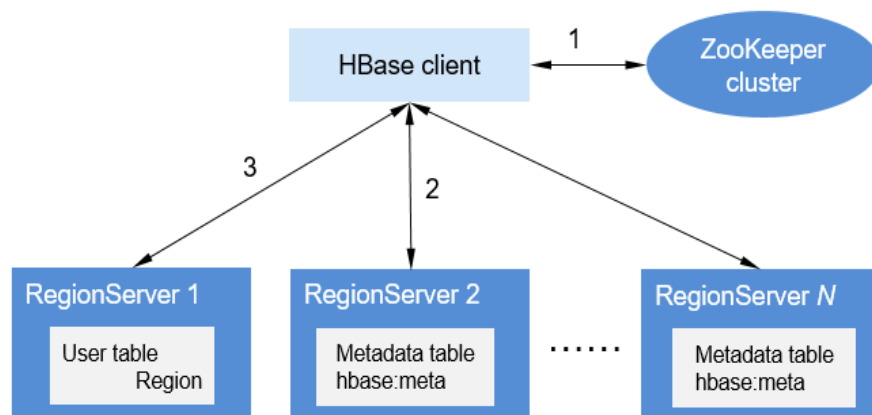 HBase client
1
ZooKeeper
cluster
3
2
RegionServer 1
User table
Region
RegionServer 2
Metadata table
hbase:meta
......
RegionServer N
Metadata table
hbase:meta